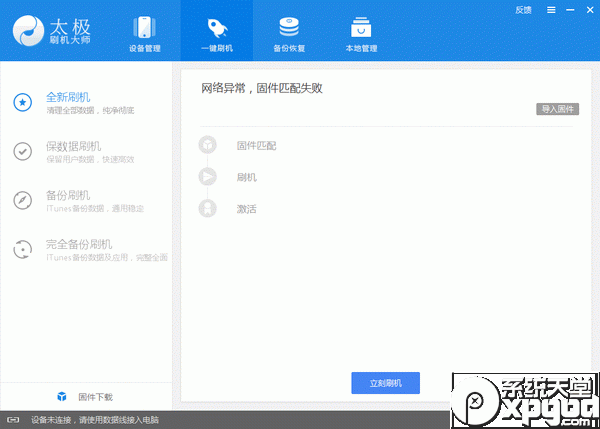 太极
刷机大师
设备管理
一键刷机
备份恢复
本地管理
反馈
全新刷机
清理全部数据，纯净彻底
保数据刷机
保留用户数据，快速高效
备份刷机
iTunes备份数据，通用稳定
完全备份刷机
iTunes备份数据及应用，完整全面
固件下载
网络异常，固件匹配失败
导入固件
固件匹配
刷机
激活
立刻刷机
设备未连接，请使用数据线接入电脑
系统天堂
xpgod.com